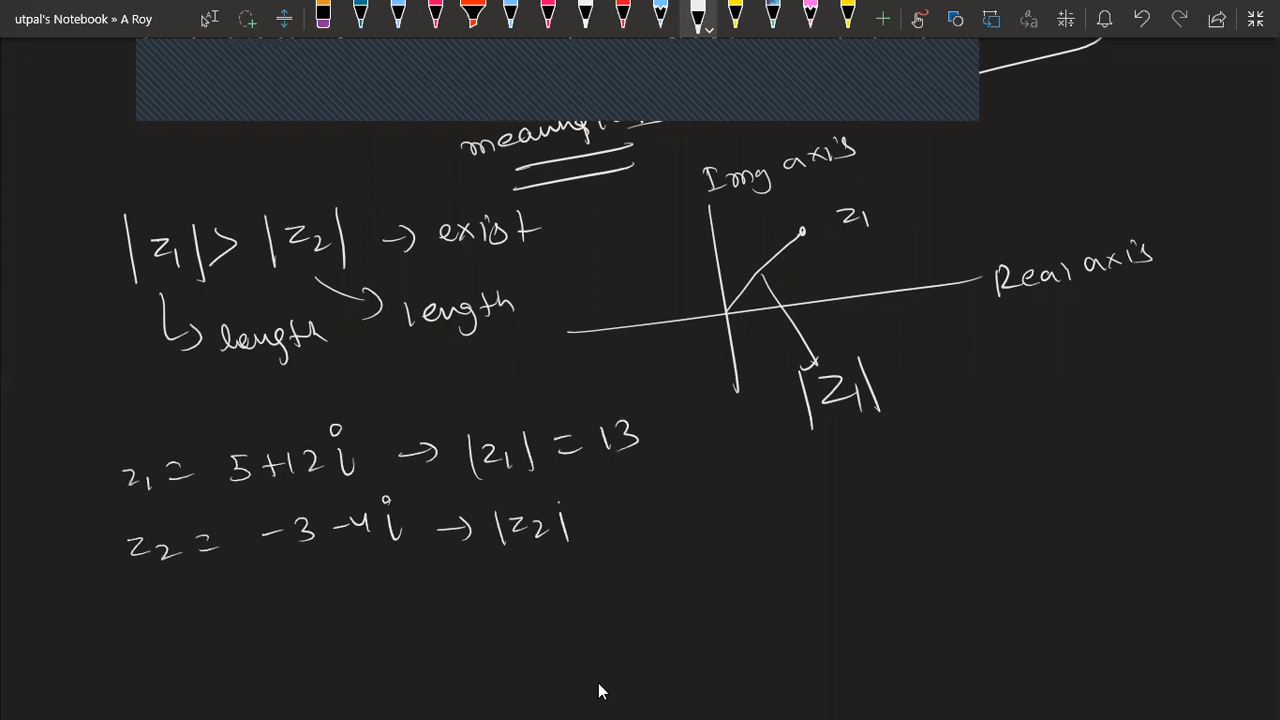 utpal's Notebook » A Roy
Img axis
z1
|z1| > |z2| → exist
Real axis
length
length
|z1|
z1 = 5+12i → |z1| = 13
z2 = -3-4i → |z2|